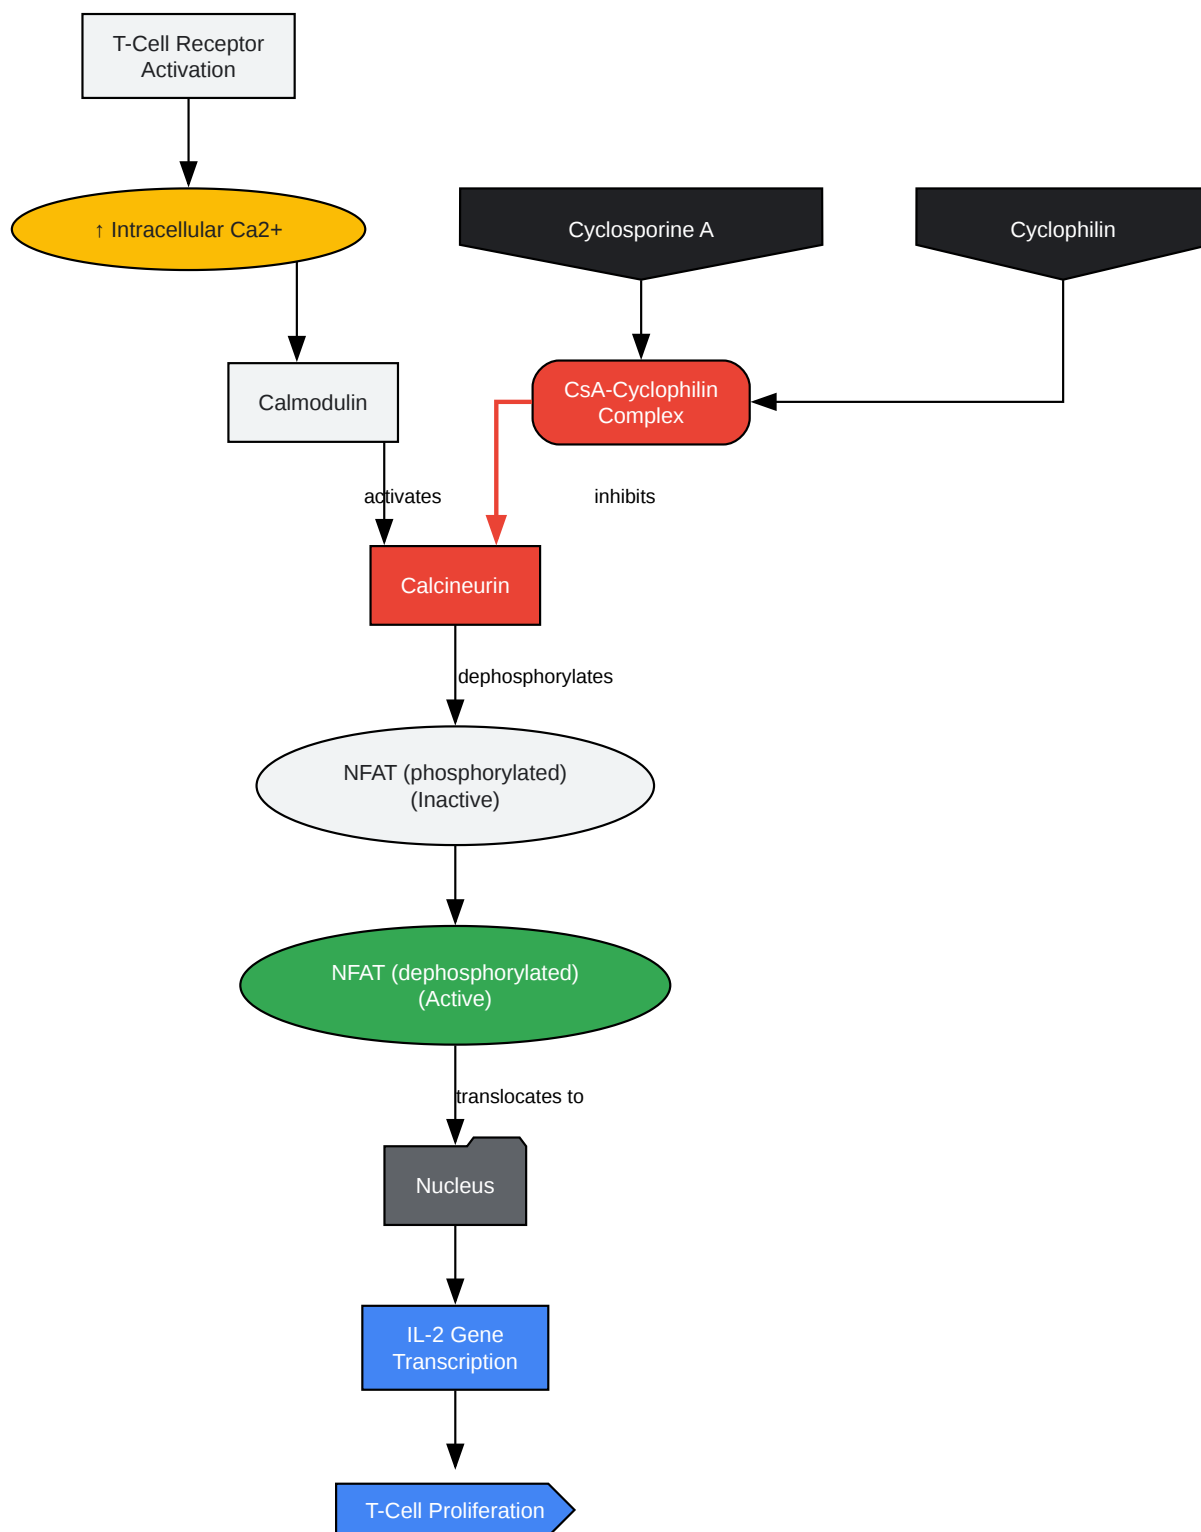 T-Cell Receptor
Activation
↑ Intracellular Ca2+
Cyclosporine A
Cyclophilin
Calmodulin
CsA-Cyclophilin
Complex
activates
inhibits
Calcineurin
dephosphorylates
NFAT (phosphorylated)
(Inactive)
NFAT (dephosphorylated)
(Active)
translocates to
Nucleus
IL-2 Gene
Transcription
T-Cell Proliferation